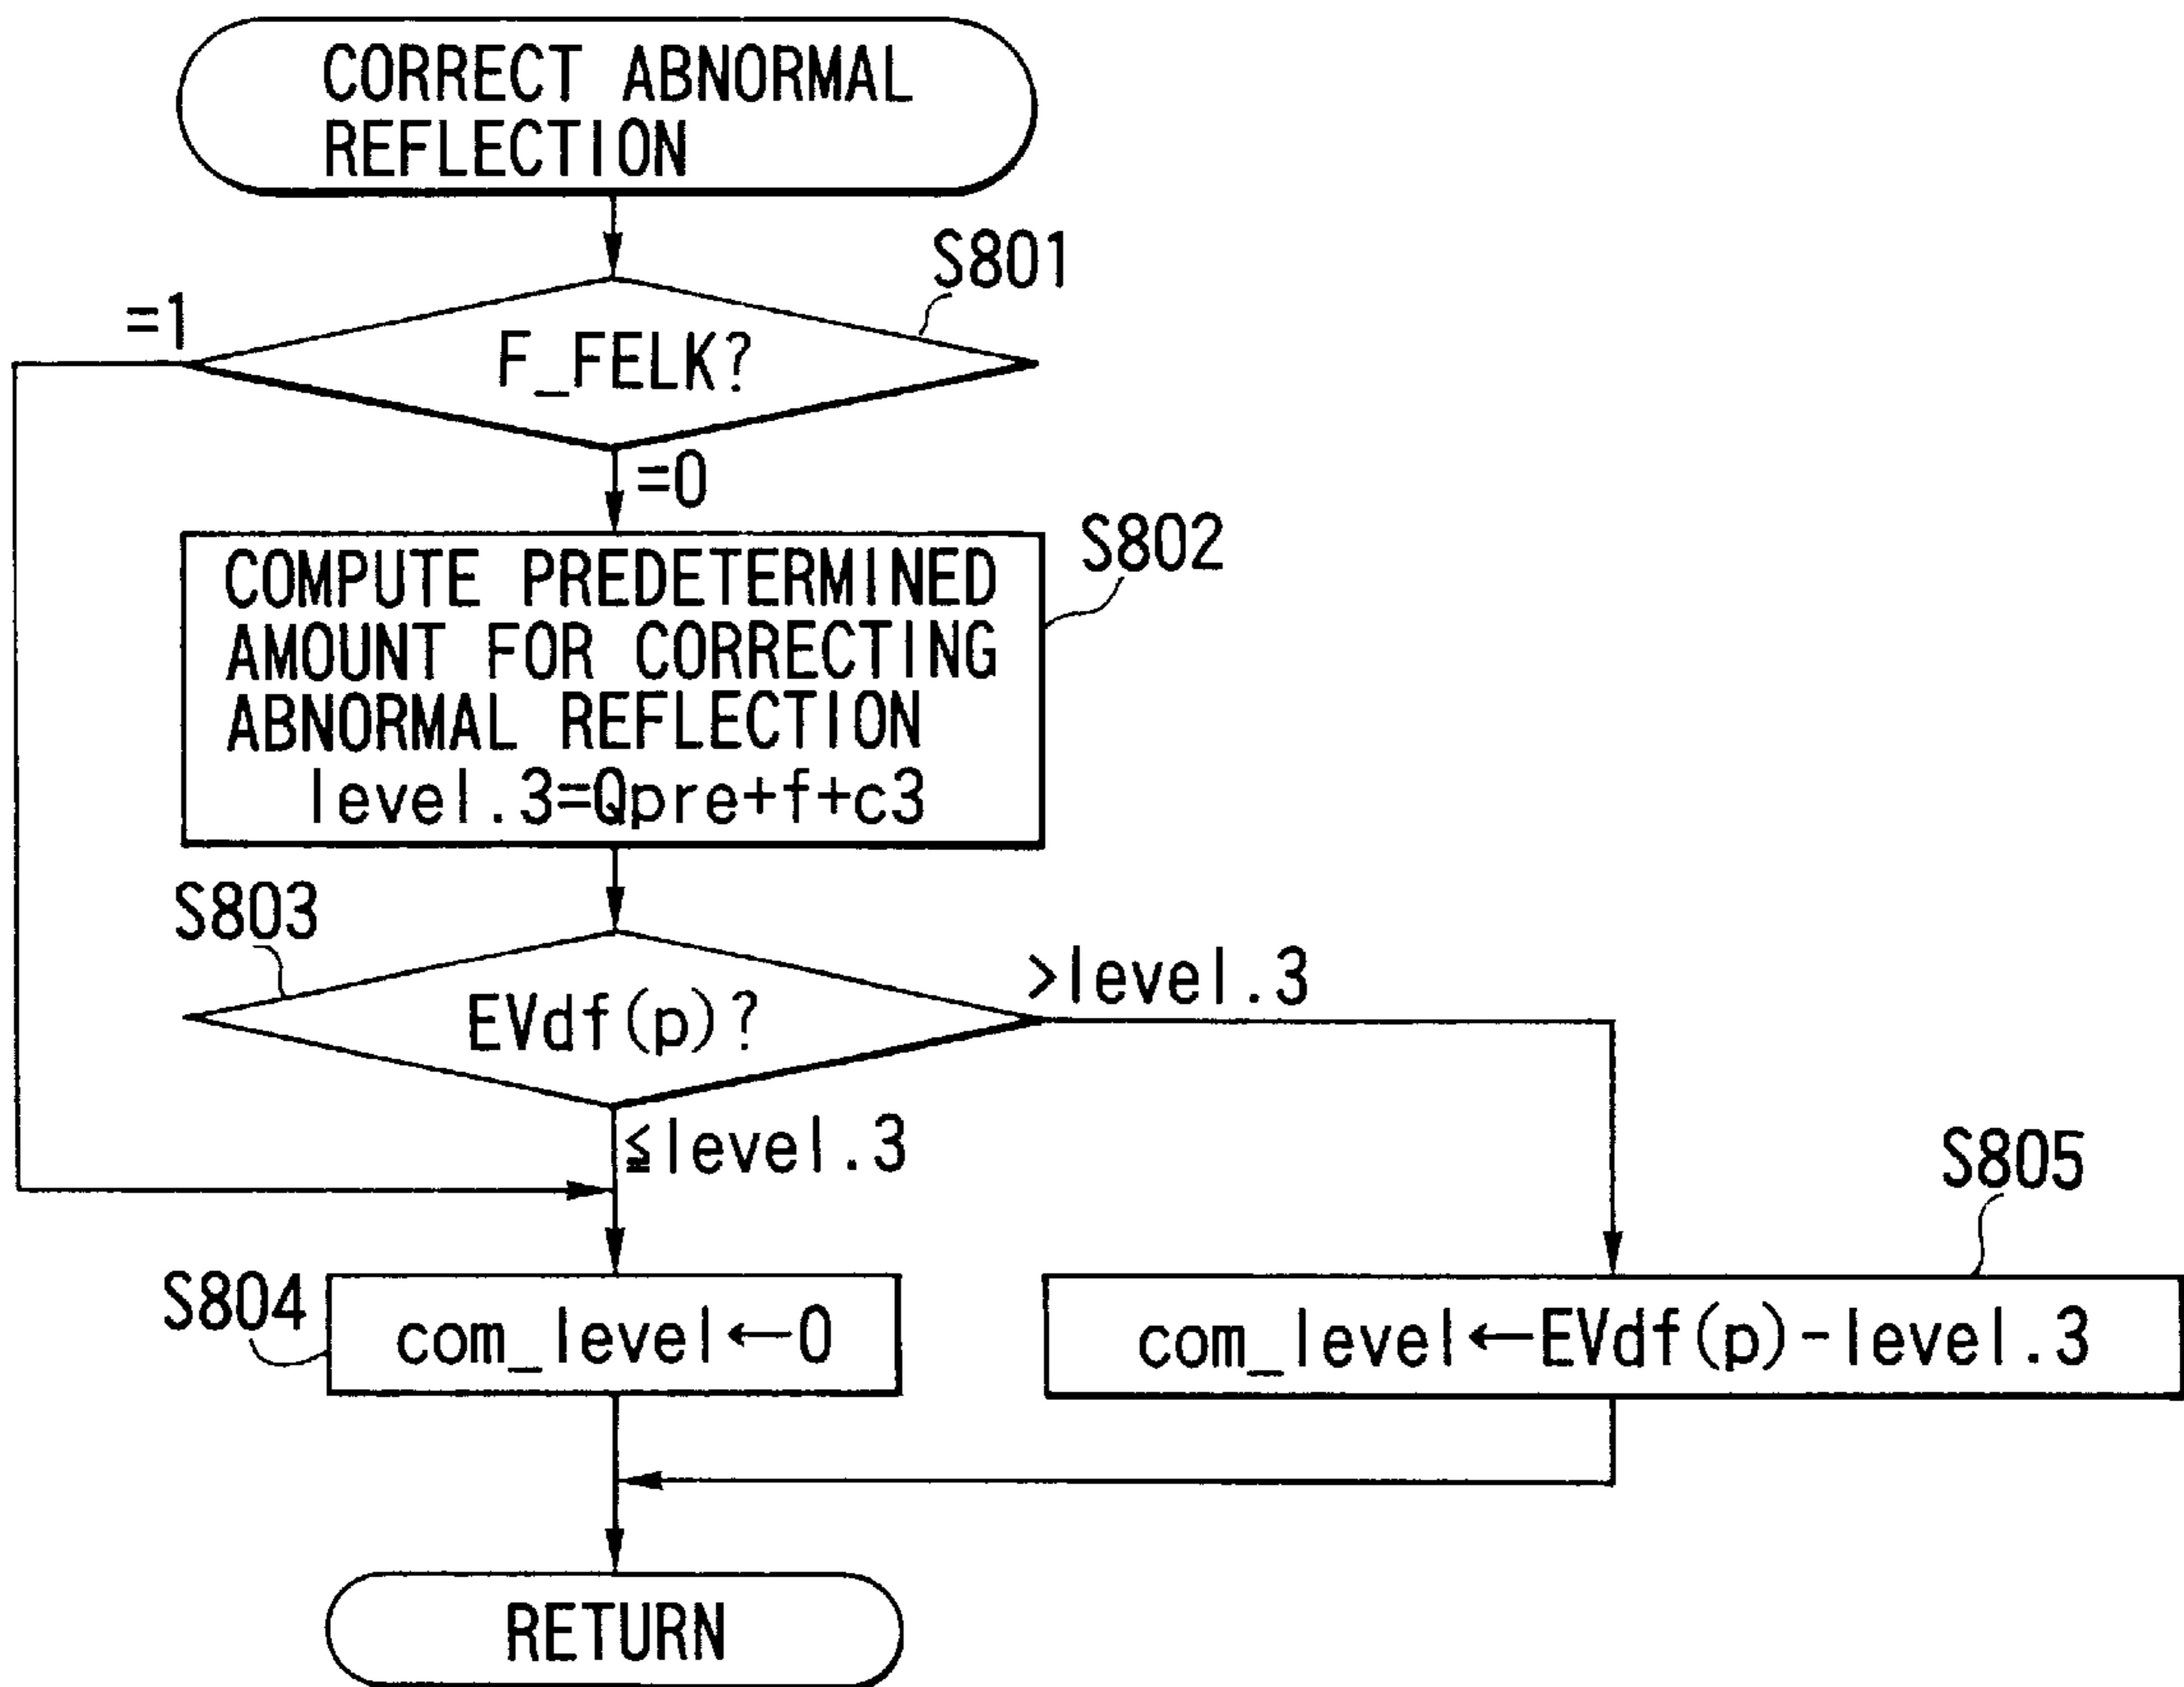 CORRECT ABNORMAL
REFLECTION
S801
=1
F_FELK?
=0
S802
COMPUTE PREDETERMINED
AMOUNT FOR CORRECTING
ABNORMAL REFLECTION
level.3=Qpre+f+c3
S803
>level.3
EVdf(p)?
≦level.3
S805
S804
com_level←0
com_level←EVdf(p)-level.3
RETURN